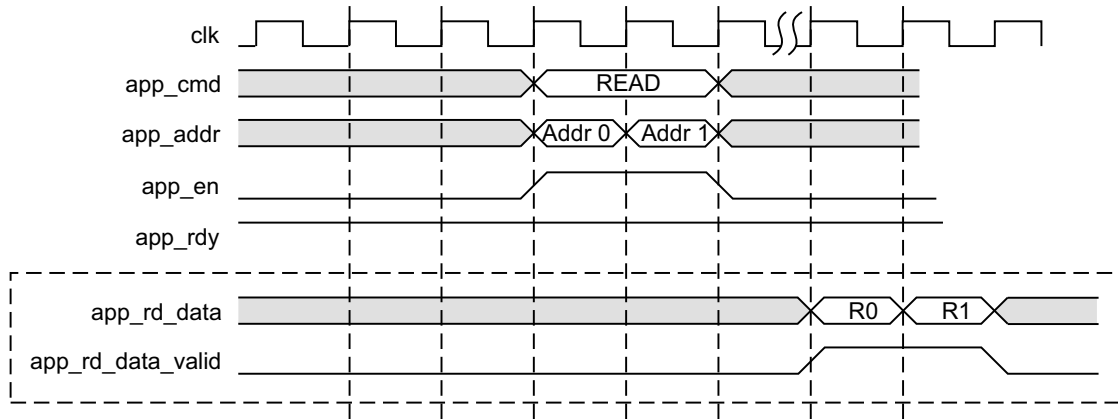 clk
app_cmd READ
app_addr Addr 0 Addr 1
app_en
app_rdy
app_rd_data R0 R1
app_rd_data_valid